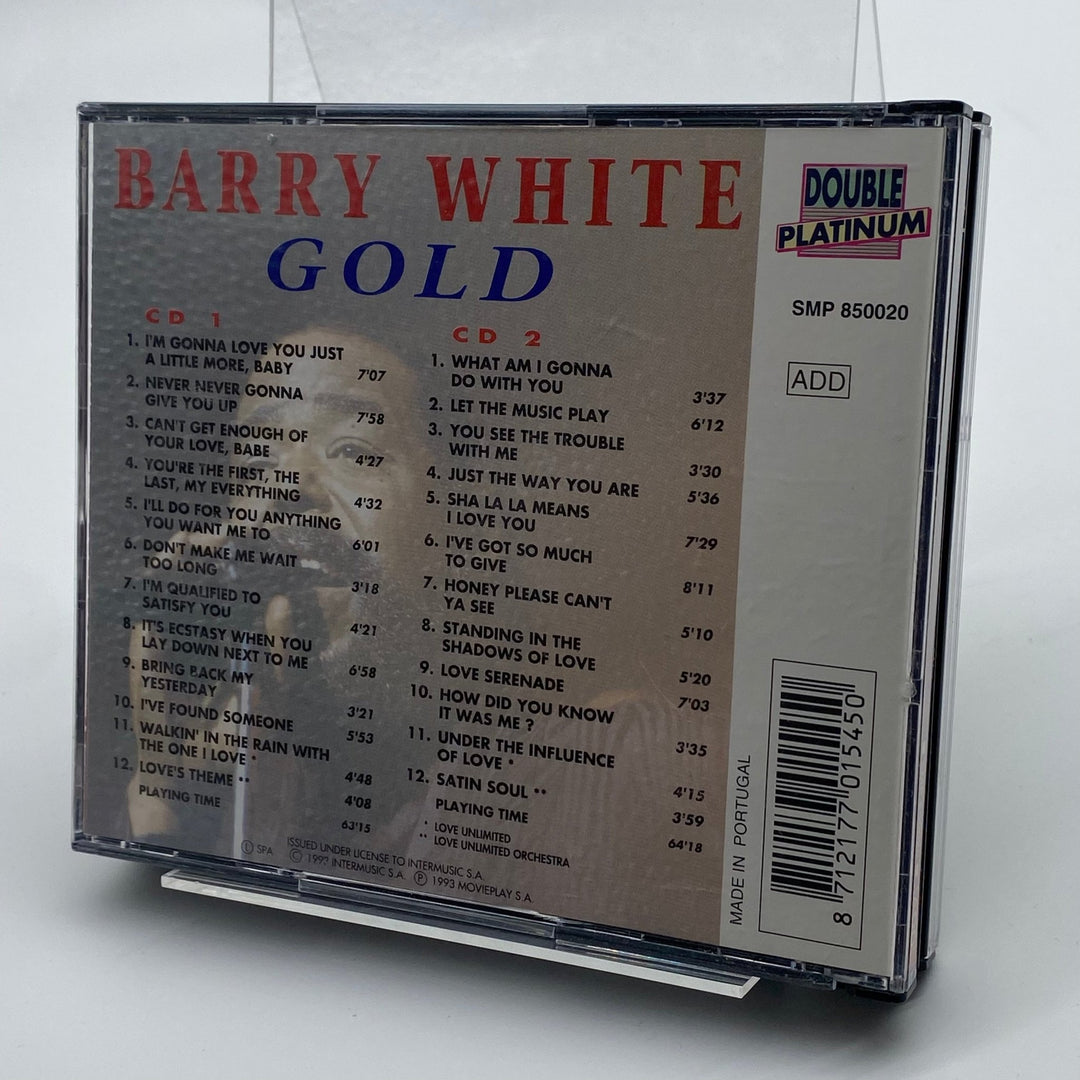 BARRY WHITE
GOLD
CD 1
1. I'M GONNA LOVE YOU JUST
A LITTLE MORE, BABY 7'07
2. NEVER NEVER GONNA
GIVE YOU UP 7'58
3. CAN'T GET ENOUGH OF
YOUR LOVE, BABE 4'27
4. YOU'RE THE FIRST, THE
LAST, MY EVERYTHING 4'32
5. I'LL DO FOR YOU ANYTHING
YOU WANT ME TO 6'01
6. DON'T MAKE ME WAIT
TOO LONG 3'18
7. I'M QUALIFIED TO
SATISFY YOU 4'21
8. IT'S ECSTASY WHEN YOU
LAY DOWN NEXT TO ME 6'58
9. BRING BACK MY
YESTERDAY 3'21
10. I'VE FOUND SOMEONE 5'53
11. WALKIN' IN THE RAIN WITH
THE ONE I LOVE * 4'48
12. LOVE'S THEME ** 4'08
PLAYING TIME 63'15
CD 2
1. WHAT AM I GONNA
DO WITH YOU 3'37
2. LET THE MUSIC PLAY 6'12
3. YOU SEE THE TROUBLE
WITH ME 3'30
4. JUST THE WAY YOU ARE 5'36
5. SHA LA LA MEANS
I LOVE YOU 7'29
6. I'VE GOT SO MUCH
TO GIVE 8'11
7. HONEY PLEASE CAN'T
YA SEE 5'10
8. STANDING IN THE
SHADOWS OF LOVE 5'20
9. LOVE SERENADE 7'03
10. HOW DID YOU KNOW
IT WAS ME ? 3'35
11. UNDER THE INFLUENCE
OF LOVE * 4'15
12. SATIN SOUL ** 3'59
PLAYING TIME 64'18
* LOVE UNLIMITED
** LOVE UNLIMITED ORCHESTRA
Ⓛ SPA
ISSUED UNDER LICENSE TO INTERMUSIC S.A.
© INTERMUSIC S.A. ℗ 1993 MOVIEPLAY S.A.
DOUBLE
PLATINUM
SMP 850020
ADD
MADE IN PORTUGAL
8 712177 015450